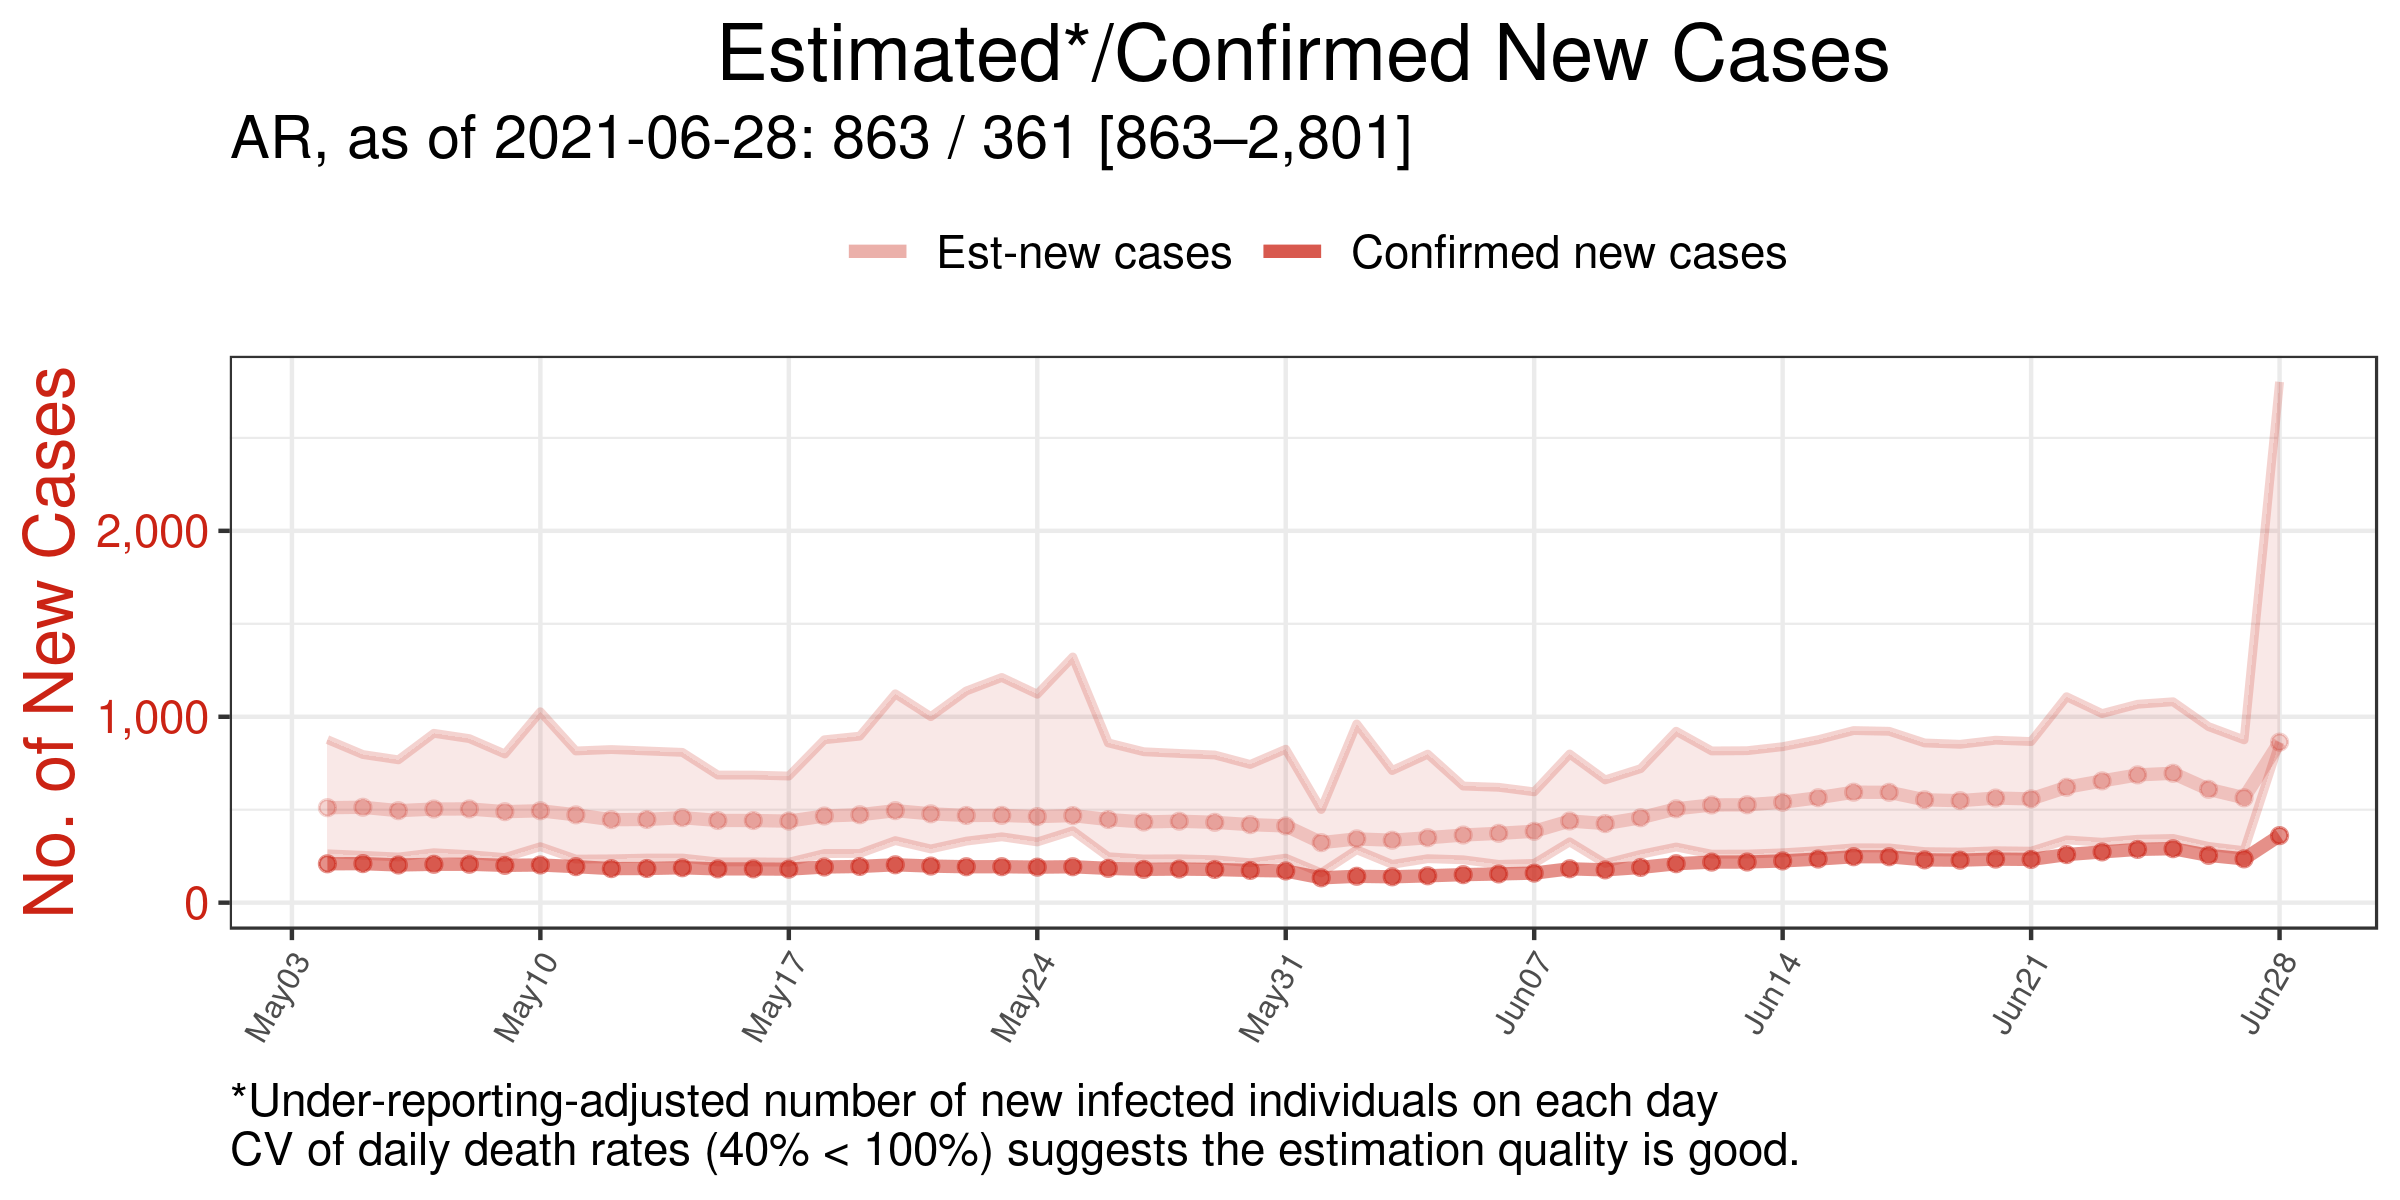 Estimated*/Confirmed New Cases
AR, as of 2021-06-28: 863 / 361 [863–2,801]
Est-new cases
Confirmed new cases
No. of New Cases
2,000
1,000
0
May03
May10
May17
May24
May31
Jun07
Jun14
Jun21
Jun28
*Under-reporting-adjusted number of new infected individuals on each day
CV of daily death rates (40% < 100%) suggests the estimation quality is good.